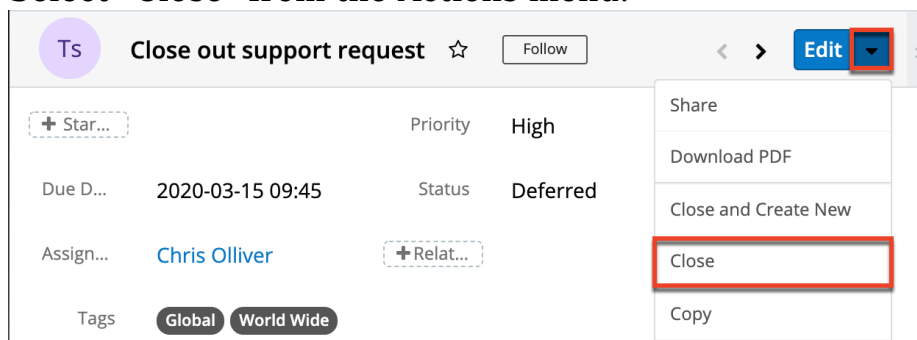 Select "Close" from the Actions menu.
Ts Close out support request Follow Edit
Share
+ Star... Priority High
Download PDF
Due D... 2020-03-15 09:45 Status Deferred
Close and Create New
Assign... Chris Olliver +Relat...
Close
Tags Global World Wide
Copy